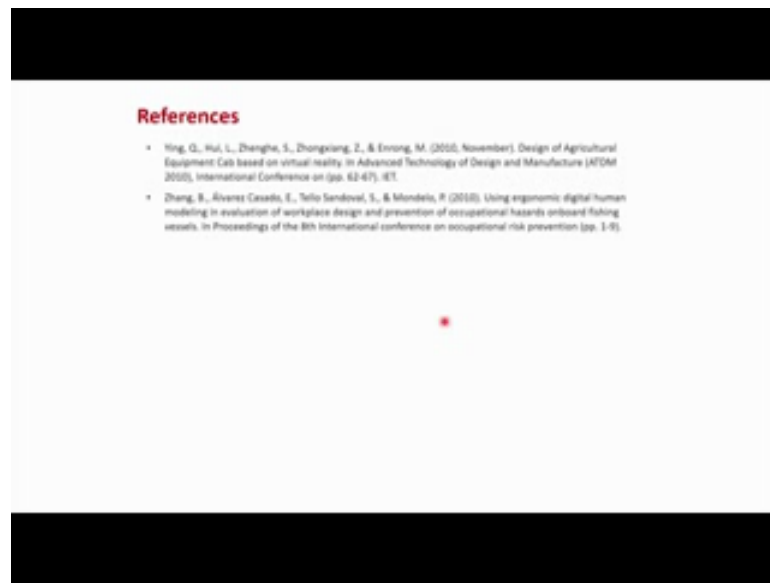 References
• Ying, Q., Hui, L., Zhenghe, S., Zhongxiang, Z., & Enrong, M. (2010, November). Design of Agricultural
Equipment Cab based on virtual reality. In Advanced Technology of Design and Manufacture (ATDM
2010), International Conference on (pp. 62-67). IET.
• Zhang, B., Álvarez Casado, E., Tello Sandoval, S., & Mondelo, P. (2010). Using ergonomic digital human
modeling in evaluation of workplace design and prevention of occupational hazards onboard fishing
vessels. In Proceedings of the 8th International conference on occupational risk prevention (pp. 1-9).